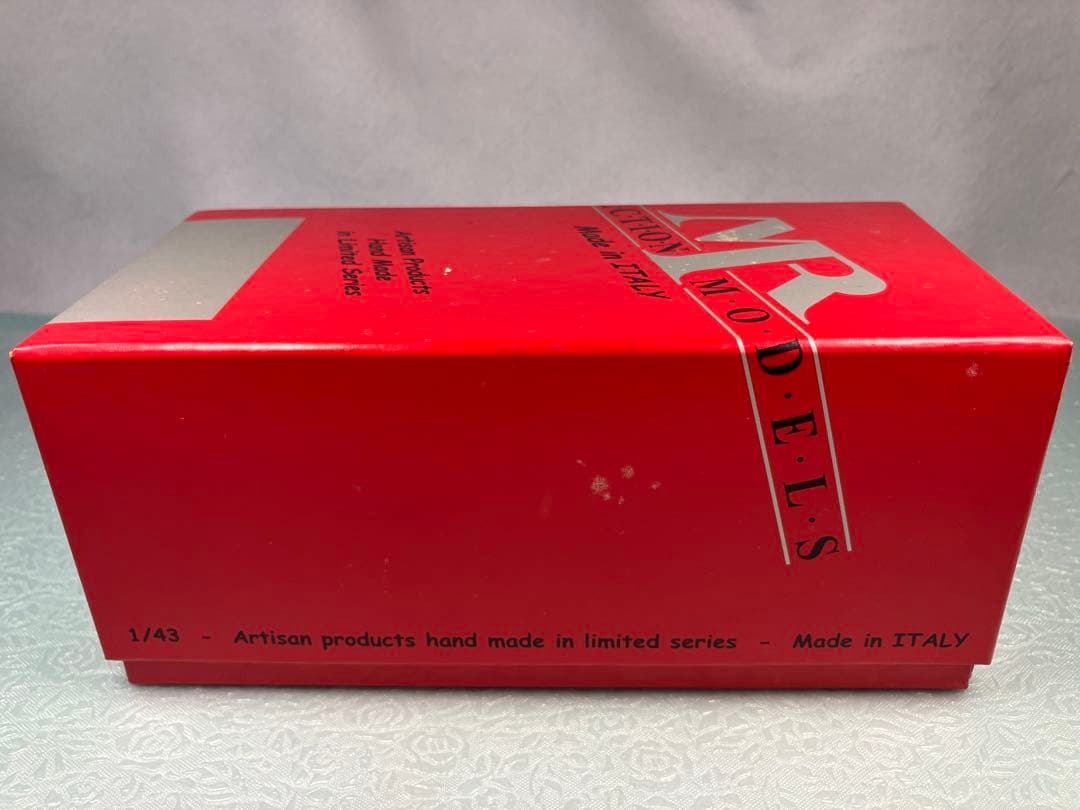 Artisan Products
Hand Made
in Limited Series
Made in ITALY
MR
CTION M·O·D·E·L·S
1/43 - Artisan products hand made in limited series - Made in ITALY